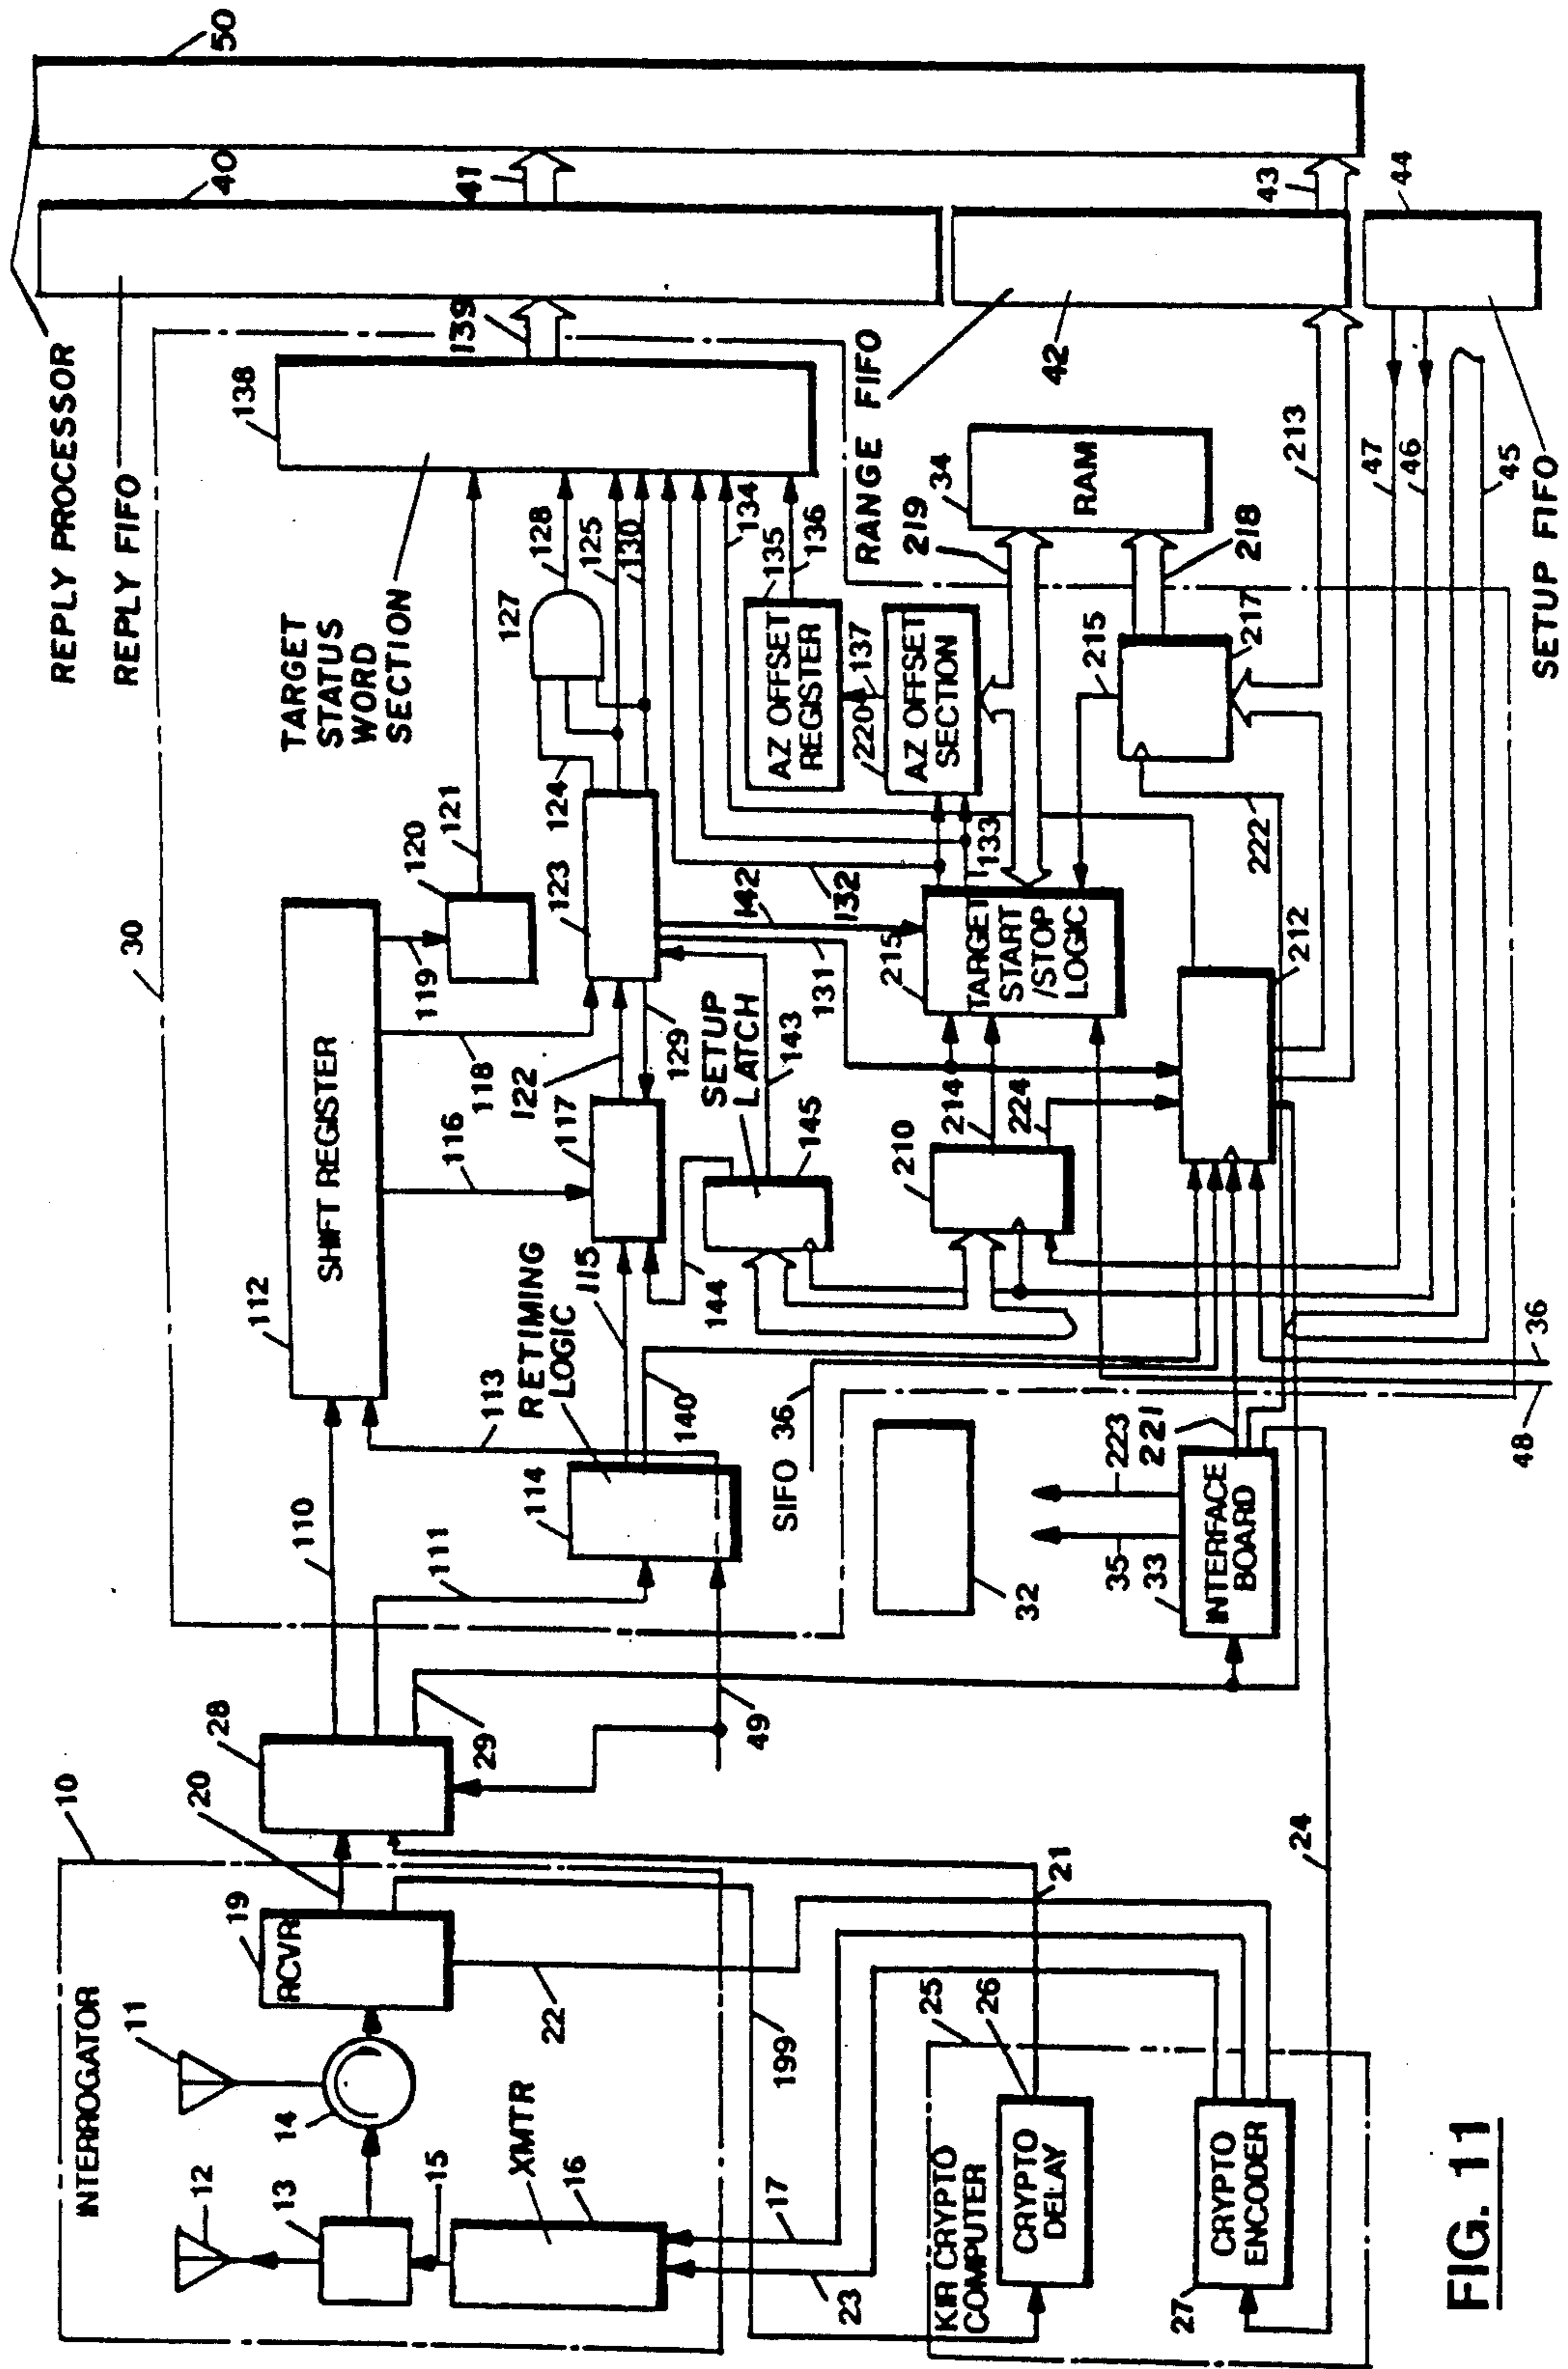 INTERROGATOR
10
11
12
13
14
15
XMTR
16
17
23
RCVR
19
20
22
199
21
KIR CRYPTO
COMPUTER
25
26
CRYPTO
DELAY
27
CRYPTO
ENCODER
24
28
29
49
110
111
30
112
SHIFT REGISTER
113
114
RETIMING
LOGIC
115
140
144
116
117
118
119
120
121
122
123
124
129
SETUP
LATCH
143
145
142
131
132
TARGET
STATUS
WORD
SECTION
127
128
125
130
134
138
139
135
136
AZ OFFSET
REGISTER
137
220
AZ OFFSET
SECTION
133
215
TARGET
START
/STOP
LOGIC
214
224
210
212
SIFO 36
32
35
33
223
221
INTERFACE
BOARD
48
36
219
34
RAM
218
215
217
222
213
47
46
45
REPLY PROCESSOR
REPLY FIFO
RANGE FIFO
SETUP FIFO
40
41
42
43
44
50
FIG. 11